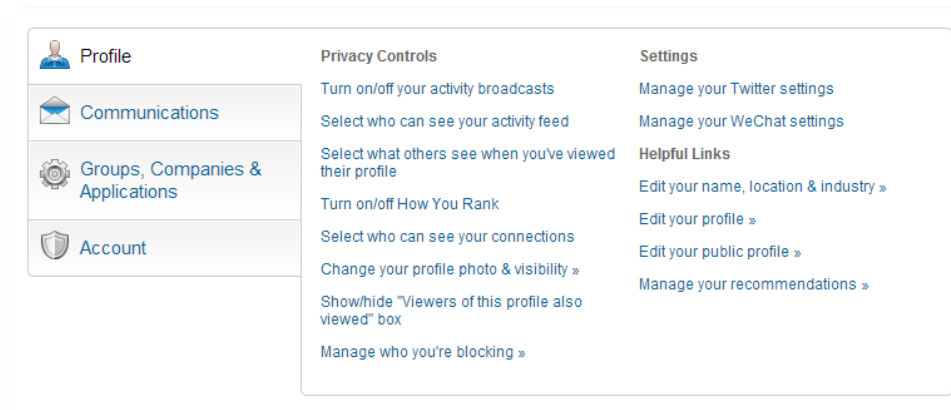 Profile
Communications
Groups, Companies &
Applications
Account
Privacy Controls
Turn on/off your activity broadcasts
Select who can see your activity feed
Select what others see when you've viewed
their profile
Turn on/off How You Rank
Select who can see your connections
Change your profile photo & visibility »
Show/hide "Viewers of this profile also
viewed" box
Manage who you're blocking »
Settings
Manage your Twitter settings
Manage your WeChat settings
Helpful Links
Edit your name, location & industry »
Edit your profile »
Edit your public profile »
Manage your recommendations »